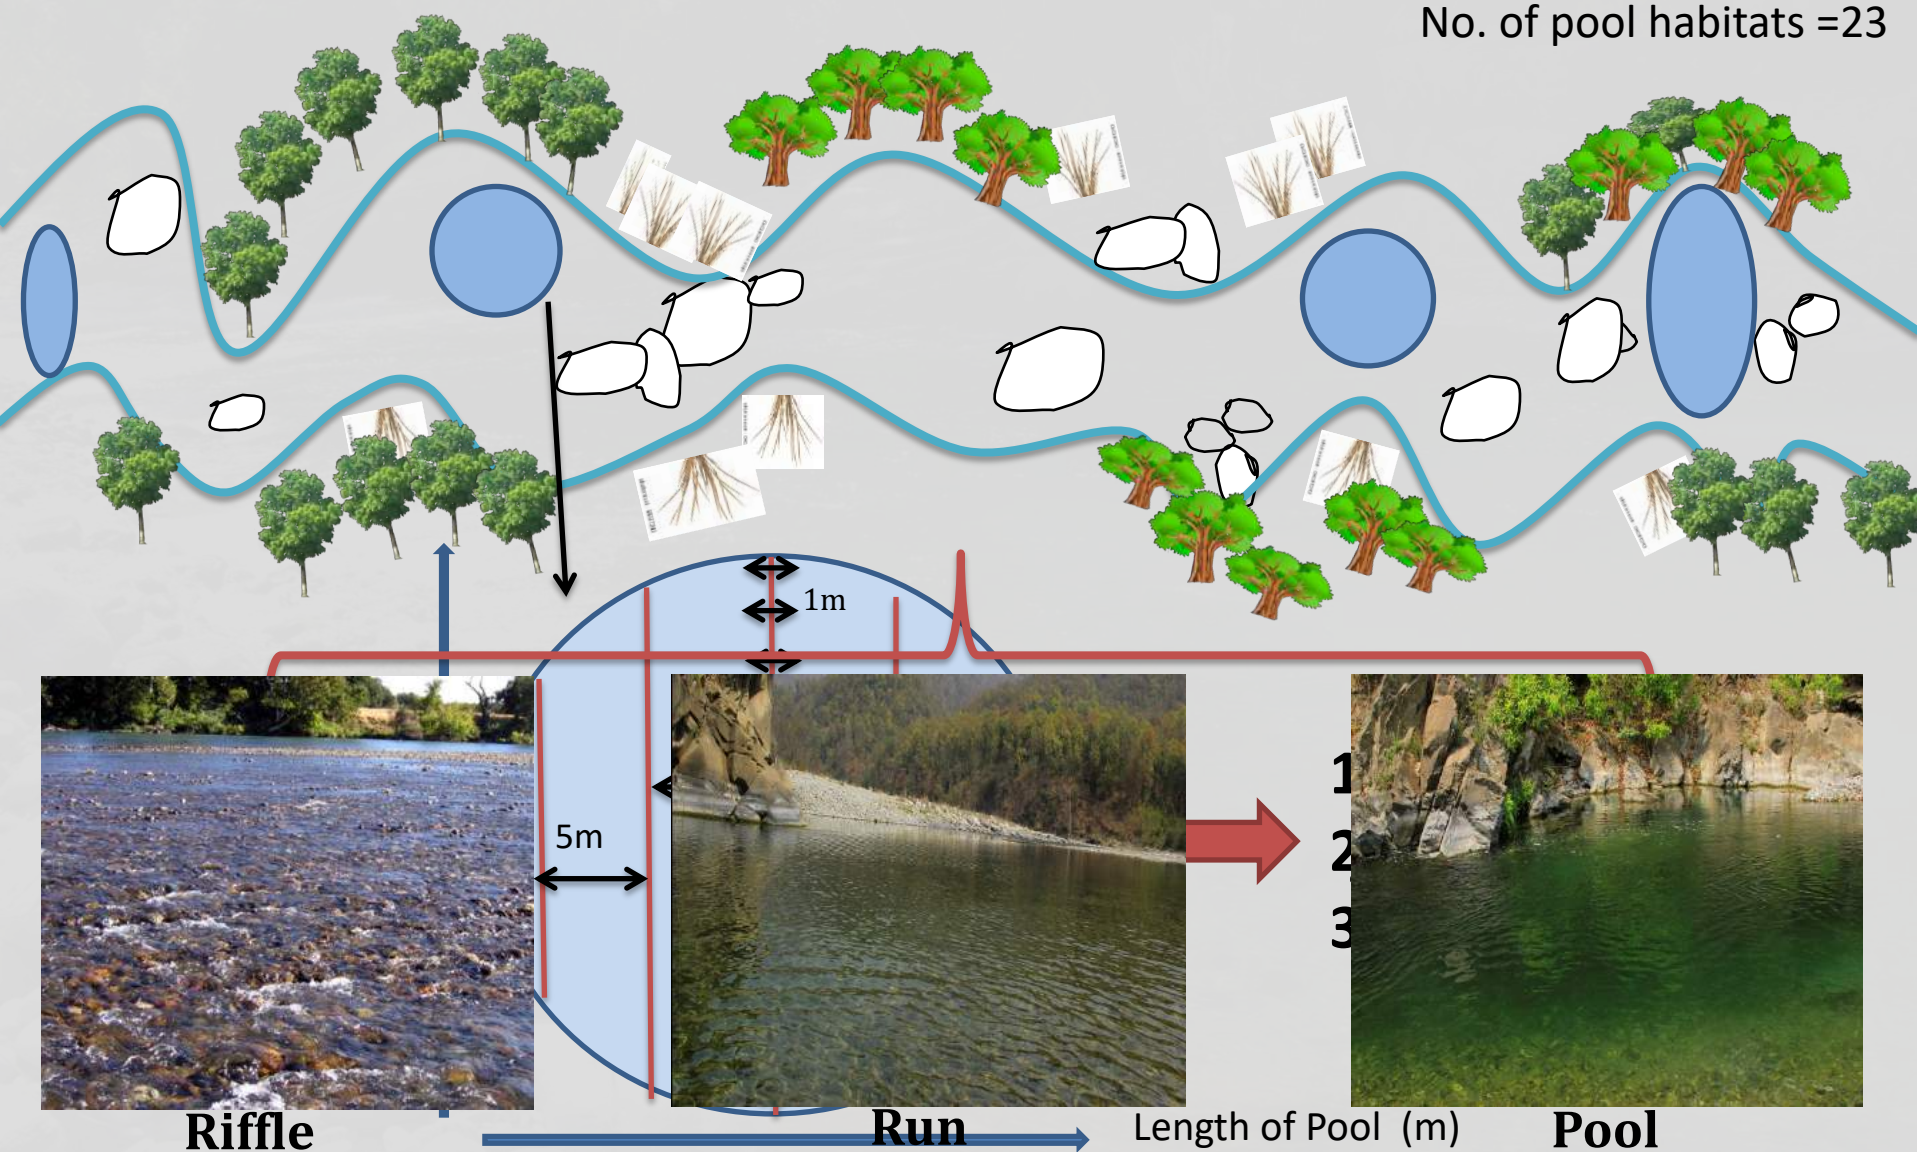 No. of pool habitats =23
1m
5m
1
2
3
Length of Pool  (m)
Riffle
Run
Pool